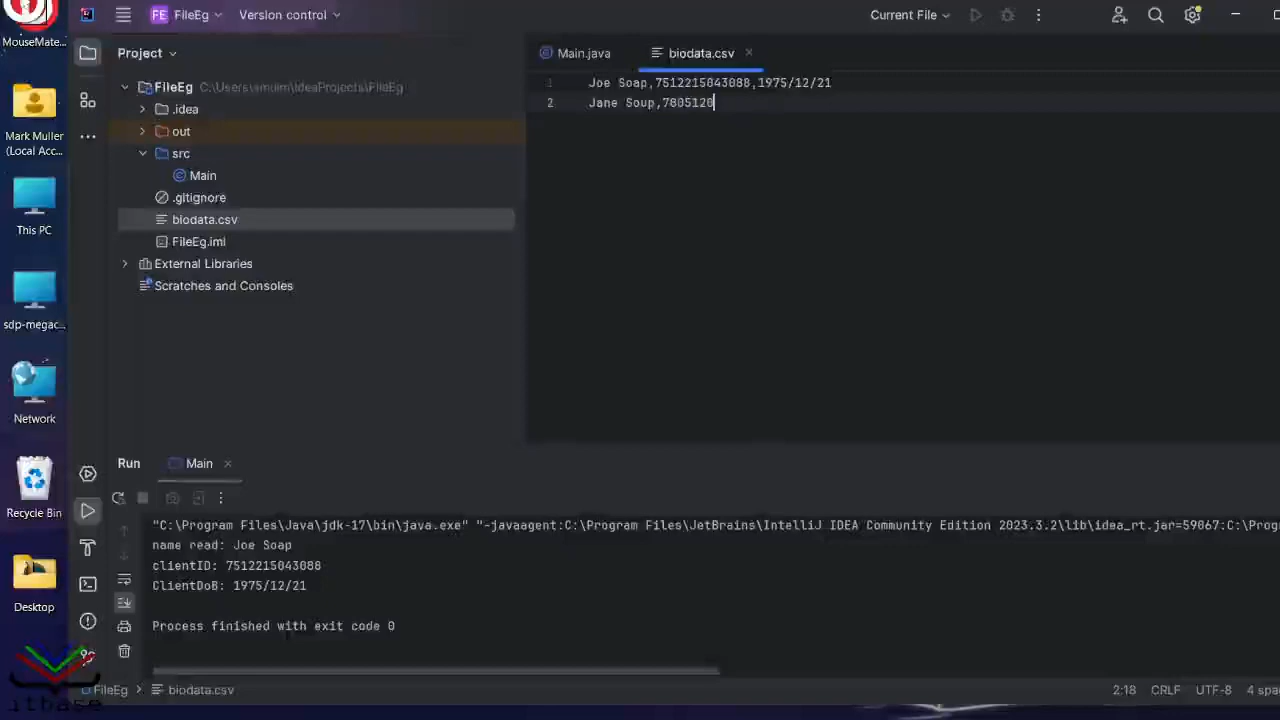 MouseMate...
Mark Muller
(Local Acc...
This PC
sdp-megac...
Network
Recycle Bin
Desktop
itbase
FE FileEg
Version control
Current File
Project
FileEg C:\Users\smuim\IdeaProjects\FileEg
.idea
out
src
Main
.gitignore
biodata.csv
FileEg.iml
External Libraries
Scratches and Consoles
Main.java
biodata.csv
1 Joe Soap,7512215043088,1975/12/21
2 Jane Soup,7805120
Run
Main
"C:\Program Files\Java\jdk-17\bin\java.exe" "-javaagent:C:\Program Files\JetBrains\IntelliJ IDEA Community Edition 2023.3.2\lib\idea_rt.jar=59067:C:\Prog
name read: Joe Soap
clientID: 7512215043088
ClientDoB: 1975/12/21
Process finished with exit code 0
FileEg > biodata.csv
2:18 CRLF UTF-8 4 spa